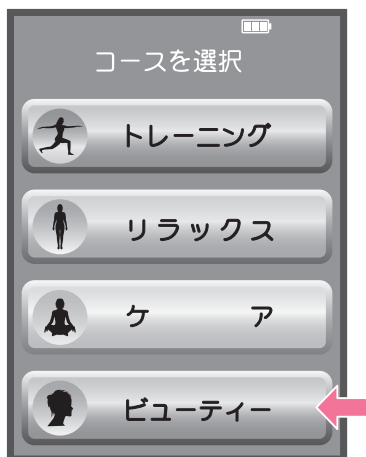 コースを選択
トレーニング
リラックス
ケ　ア
ビューティー